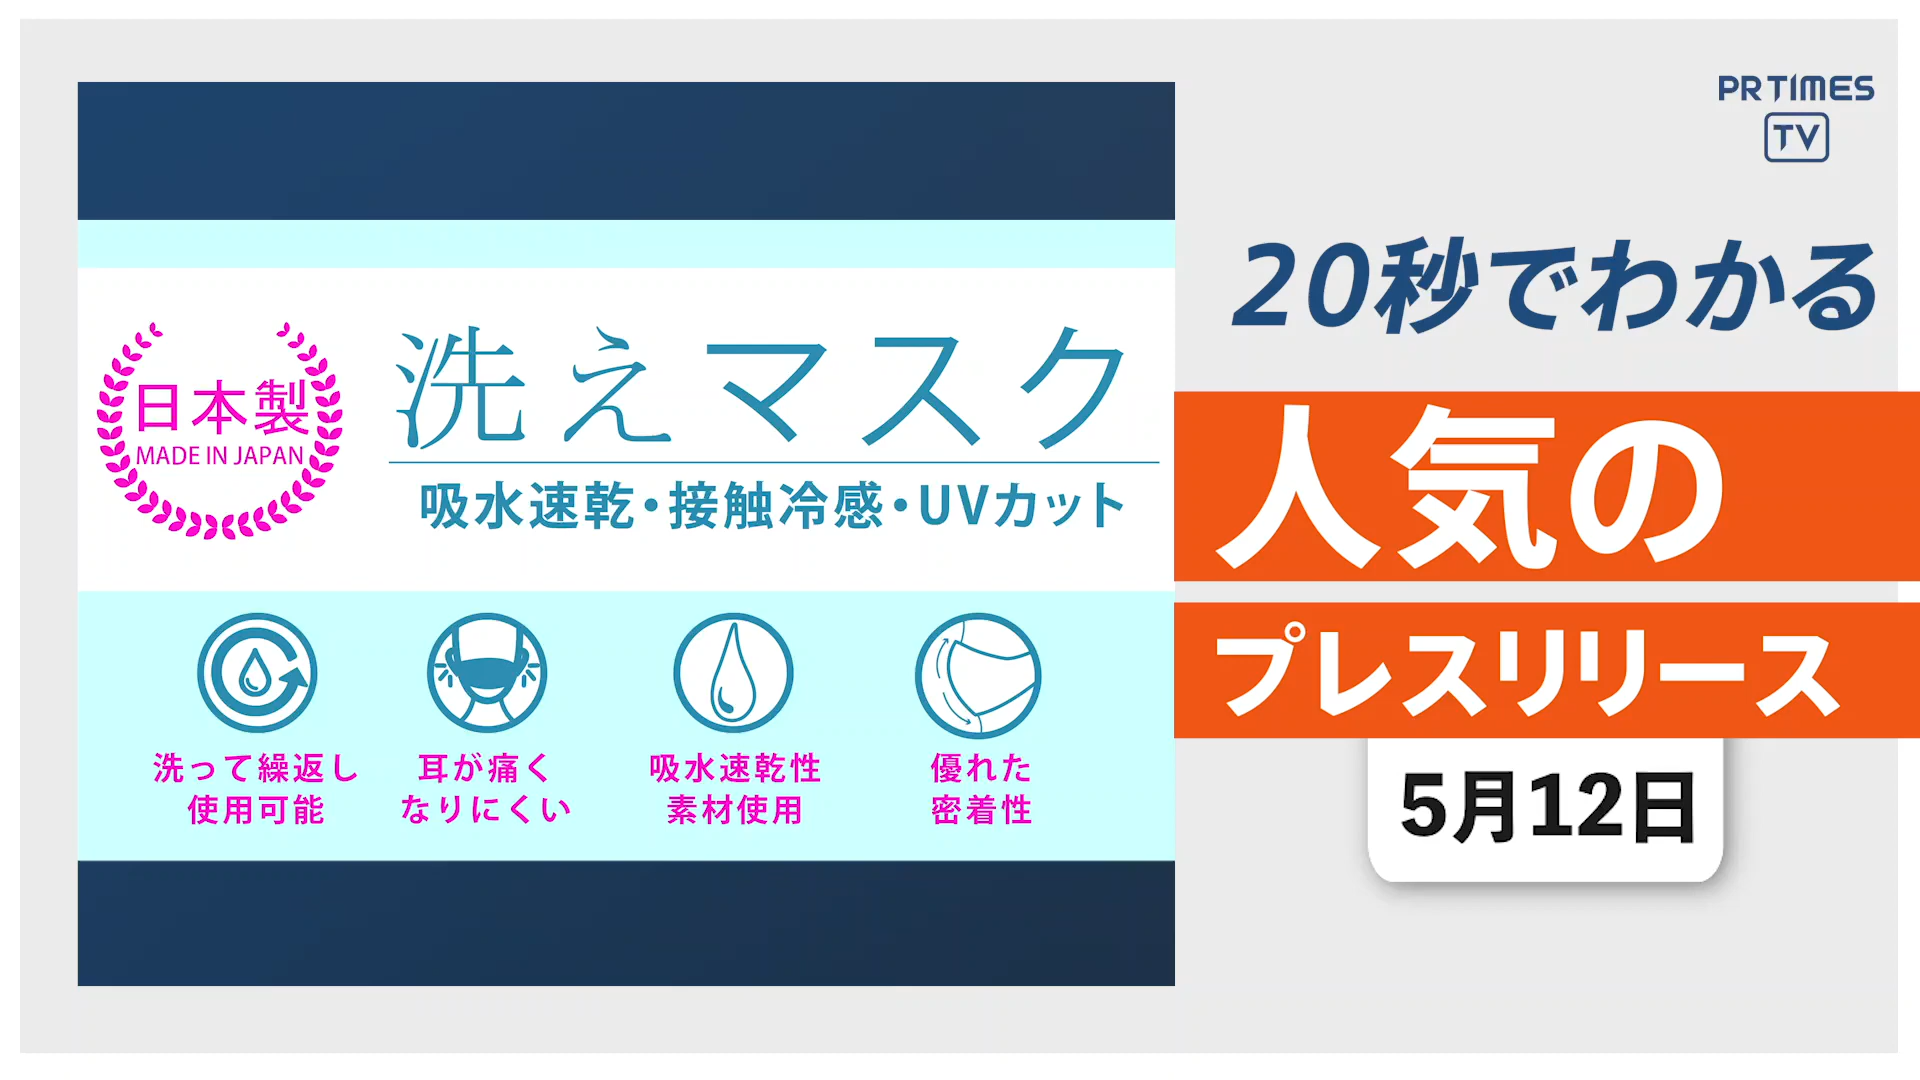 日本製
MADE IN JAPAN
洗えマスク
吸水速乾・接触冷感・UVカット
洗って繰返し
使用可能
耳が痛く
なりにくい
吸水速乾性
素材使用
優れた
密着性
PR TIMES
TV
20秒でわかる
人気の
プレスリリース
5月12日